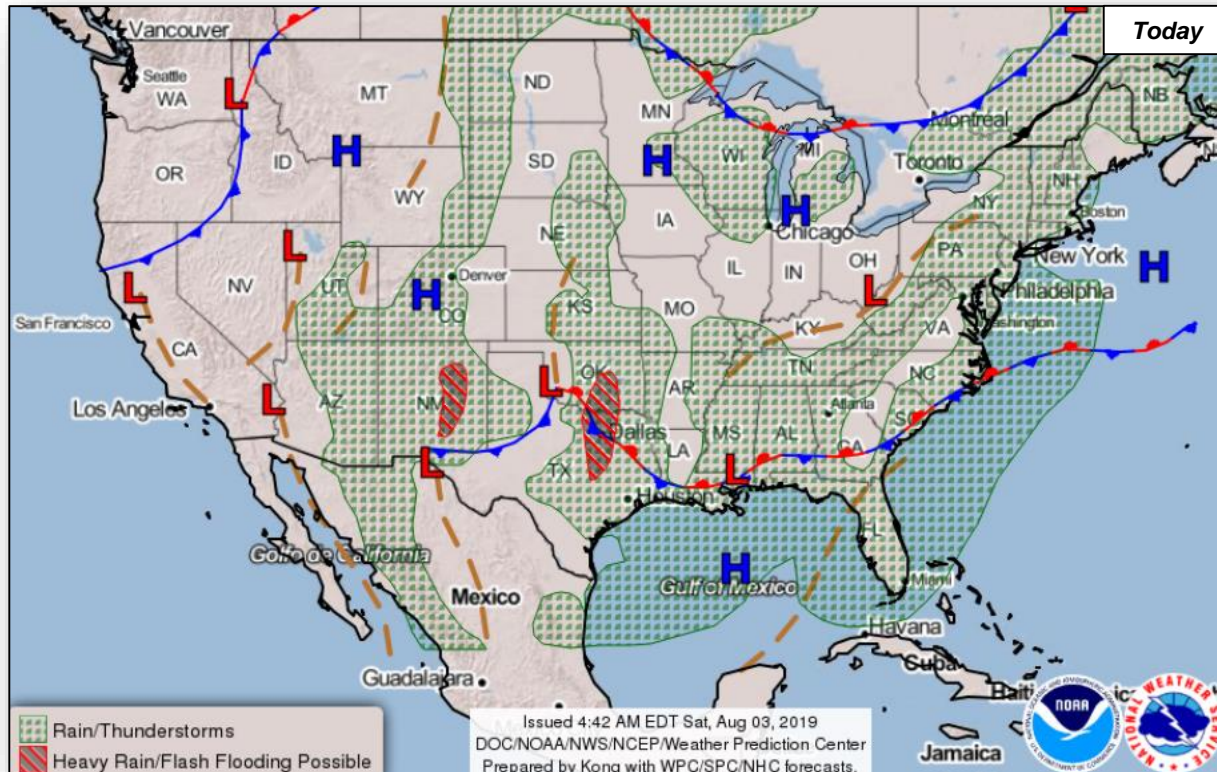 Today
Vancouver
Seattle
WA
MT
ND
MN
OR
ID
SD
WI
MI
Montreal
NB
Toronto
WY
NH
NY
Boston
IA
NE
Chicago
PA
New York
NV
UT
Denver
IL
IN
OH
Philadelphia
CO
KS
MO
KY
VA
Washington
San Francisco
CA
TN
NC
Los Angeles
AZ
NM
OK
AR
Atlanta
SC
Dallas
MS
AL
GA
LA
TX
Houston
FL
Golfo de California
Gulf of Mexico
Miami
Mexico
Havana
Guadalajara
Cuba
Jamaica
H
H
H
H
H
H
L
L
L
L
L
L
L
L
Rain/Thunderstorms
Heavy Rain/Flash Flooding Possible
Issued 4:42 AM EDT Sat, Aug 03, 2019
DOC/NOAA/NWS/NCEP/Weather Prediction Center
Prepared by Kong with WPC/SPC/NHC forecasts.
NOAA
NATIONAL WEATHER SERVICE